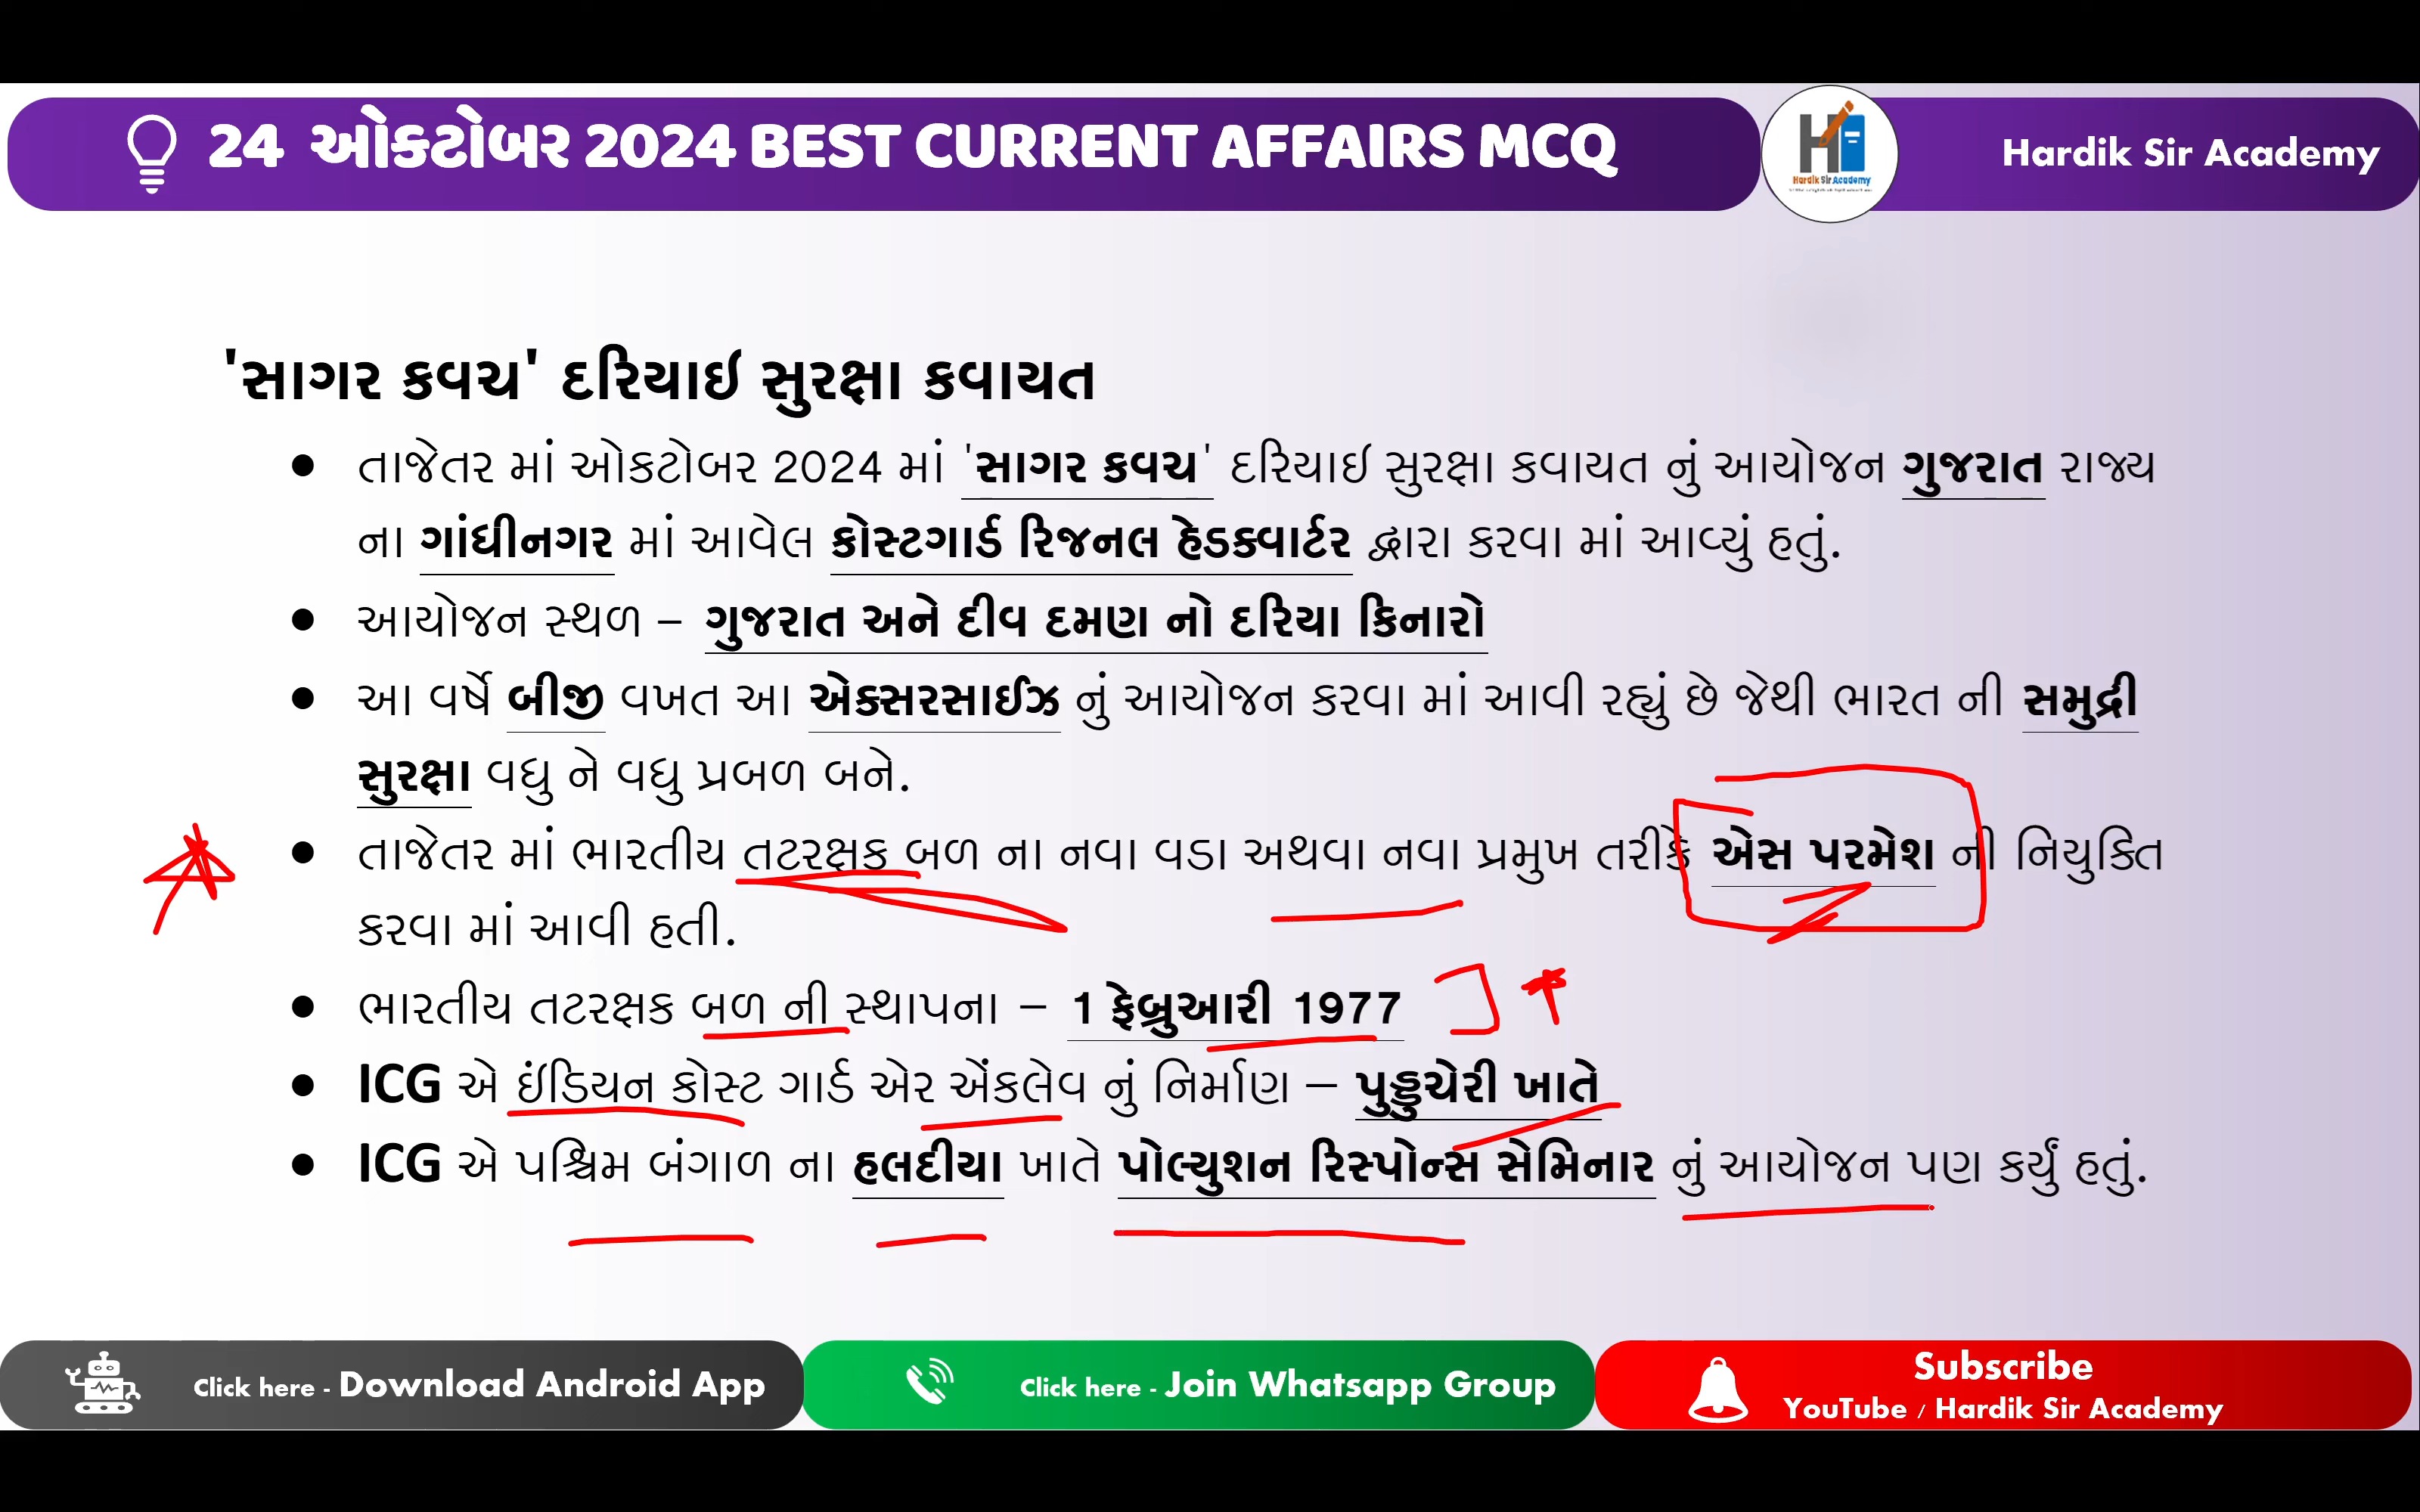 24 ઓકટોબર 2024 BEST CURRENT AFFAIRS MCQ
Hardik Sir Academy
Hardik Sir Academy
'સાગર કવચ' દરિયાઇ સુરક્ષા કવાયત
● તાજેતર માં ઓકટોબર 2024 માં 'સાગર કવચ' દરિયાઈ સુરક્ષા કવાયત નું આયોજન ગુજરાત રાજ્ય
ના ગાંધીનગર માં આવેલ કોસ્ટગાર્ડ રિજનલ હેડક્વાર્ટર દ્વારા કરવા માં આવ્યું હતું.
● આયોજન સ્થળ – ગુજરાત અને દીવ દમણ નો દરિયા કિનારો
● આ વર્ષે બીજી વખત આ એક્સરસાઈઝ નું આયોજન કરવા માં આવી રહ્યું છે જેથી ભારત ની સમુદ્રી
સુરક્ષા વધુ ને વધુ પ્રબળ બને.
● તાજેતર માં ભારતીય તટરક્ષક બળ ના નવા વડા અથવા નવા પ્રમુખ તરીકે એસ પરમેશ ની નિયુક્તિ
કરવા માં આવી હતી.
● ભારતીય તટરક્ષક બળ ની સ્થાપના – 1 ફેબ્રુઆરી 1977
● ICG એ ઈંડિયન કોસ્ટ ગાર્ડ એર એંકલેવ નું નિર્માણ – પુડ્ડુચેરી ખાતે
● ICG એ પશ્ચિમ બંગાળ ના હલદીયા ખાતે પોલ્યુશન રિસ્પોન્સ સેમિનાર નું આયોજન પણ કર્યું હતું.
Click here - Download Android App
Click here - Join Whatsapp Group
Subscribe
YouTube / Hardik Sir Academy